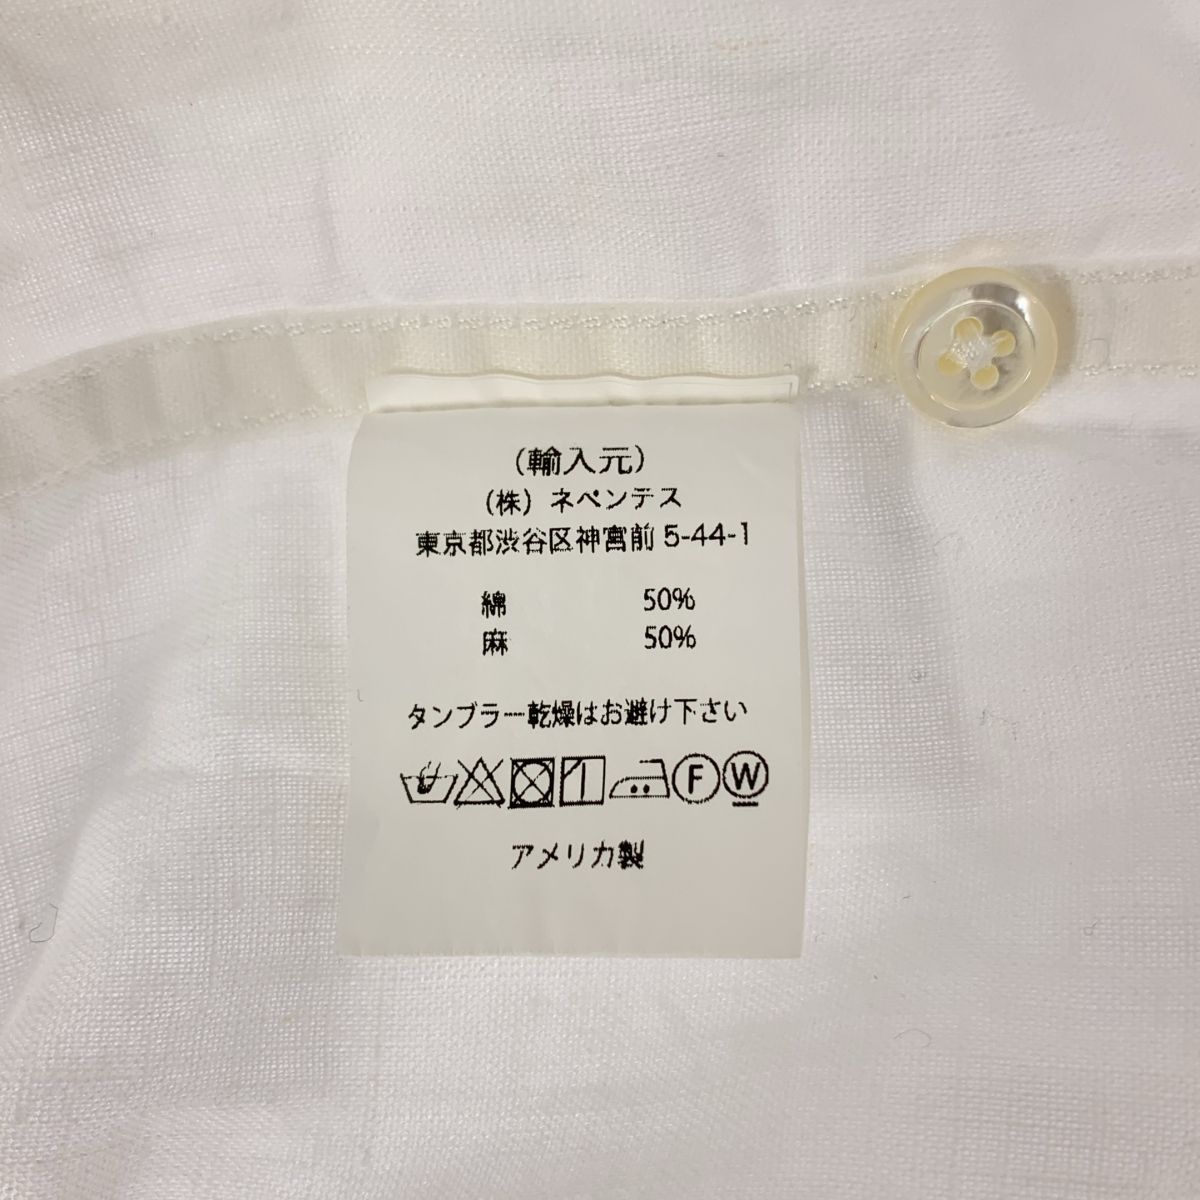 (輸入元)
(株) ネペンテス
東京都渋谷区神宮前 5-44-1
綿 50%
麻 50%
タンブラー乾燥はお避け下さい
F W
アメリカ製